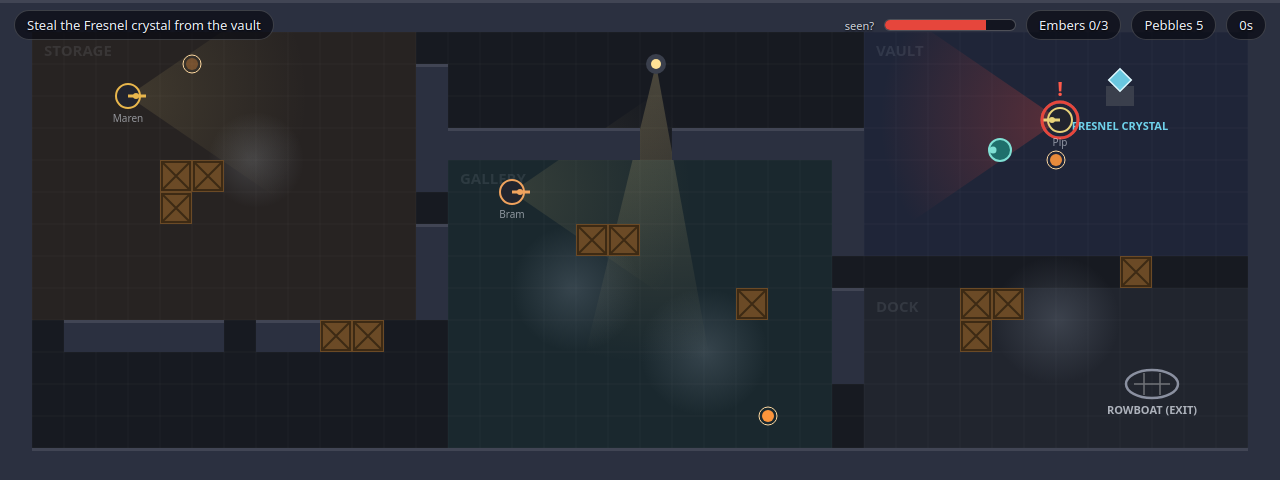 Steal the Fresnel crystal from the vault
seen?
Embers 0/3
Pebbles 5
0s
STORAGE
VAULT
!
Maren
FRESNEL CRYSTAL
Pip
GALLERY
Bram
DOCK
ROWBOAT (EXIT)